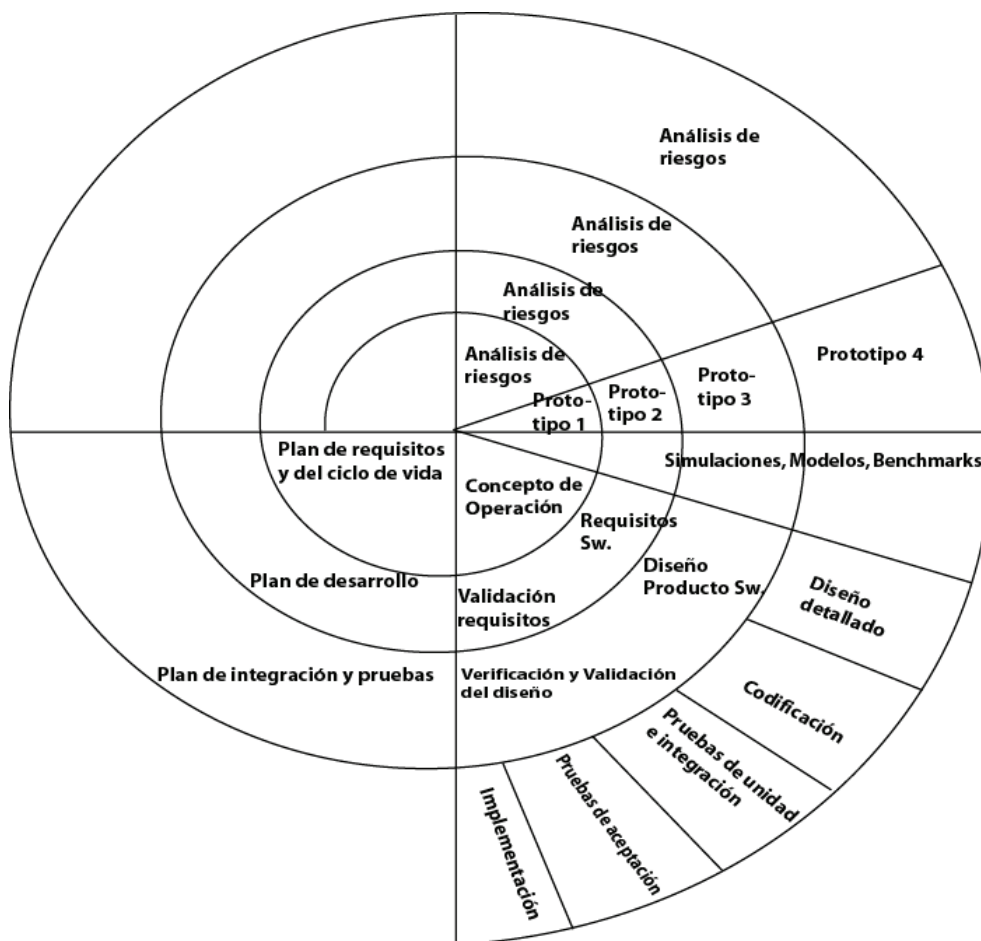 Análisis de
riesgos
Análisis de
riesgos
Análisis de
riesgos
Análisis de
riesgos
Proto-
tipo 1
Proto-
tipo 2
Proto-
tipo 3
Prototipo 4
Plan de requisitos
y del ciclo de vida
Concepto de
Operación
Simulaciones, Modelos, Benchmarks
Requisitos
Sw.
Diseño
Producto Sw.
Diseño
detallado
Plan de desarrollo
Validación
requisitos
Plan de integración y pruebas
Verificación y Validación
del diseño
Codificación
Pruebas de unidad
e integración
Pruebas de aceptación
Implementación